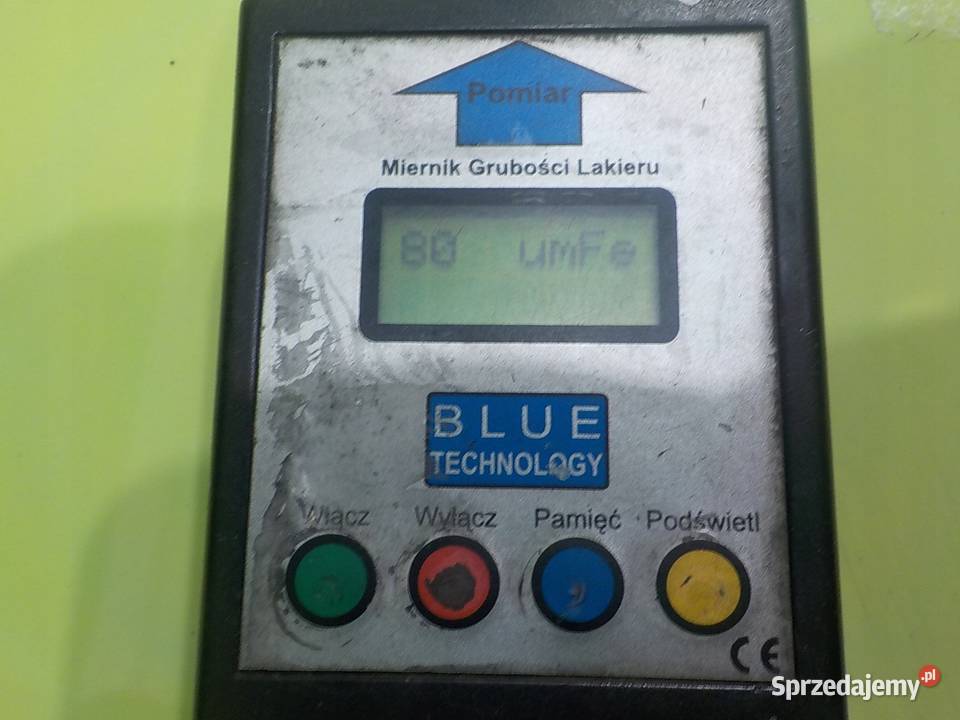 Pomiar
Miernik Grubości Lakieru
80 umFe
BLUE
TECHNOLOGY
Włącz Wyłącz Pamięć Podświetl
CE
Sprzedajemy.pl